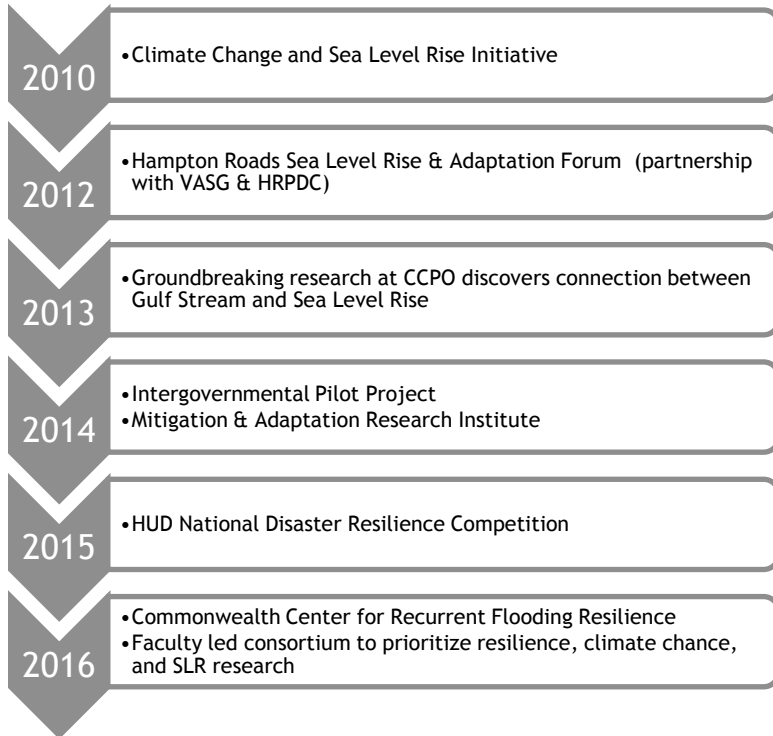 2010
•Climate Change and Sea Level Rise Initiative
2012
•Hampton Roads Sea Level Rise & Adaptation Forum (partnership
with VASG & HRPDC)
2013
•Groundbreaking research at CCPO discovers connection between
Gulf Stream and Sea Level Rise
2014
•Intergovernmental Pilot Project
•Mitigation & Adaptation Research Institute
2015
•HUD National Disaster Resilience Competition
2016
•Commonwealth Center for Recurrent Flooding Resilience
•Faculty led consortium to prioritize resilience, climate chance,
and SLR research